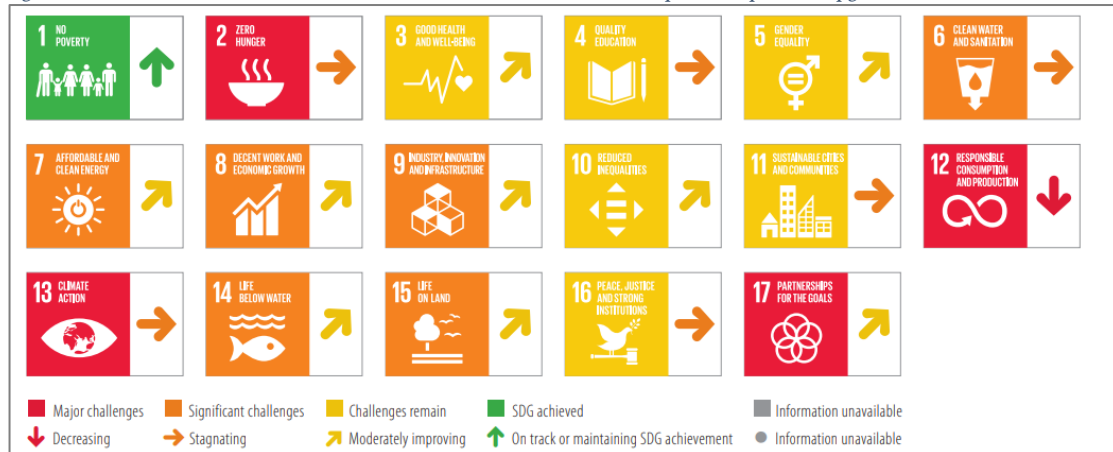 1 NO
POVERTY
2 ZERO
HUNGER
3 GOOD HEALTH
AND WELL-BEING
4 QUALITY
EDUCATION
5 GENDER
EQUALITY
6 CLEAN WATER
AND SANITATION
7 AFFORDABLE AND
CLEAN ENERGY
8 DECENT WORK AND
ECONOMIC GROWTH
9 INDUSTRY, INNOVATION
AND INFRASTRUCTURE
10 REDUCED
INEQUALITIES
11 SUSTAINABLE CITIES
AND COMMUNITIES
12 RESPONSIBLE
CONSUMPTION
AND PRODUCTION
13 CLIMATE
ACTION
14 LIFE
BELOW WATER
15 LIFE
ON LAND
16 PEACE, JUSTICE
AND STRONG
INSTITUTIONS
17 PARTNERSHIPS
FOR THE GOALS
Major challenges Significant challenges Challenges remain SDG achieved Information unavailable
Decreasing Stagnating Moderately improving On track or maintaining SDG achievement Information unavailable